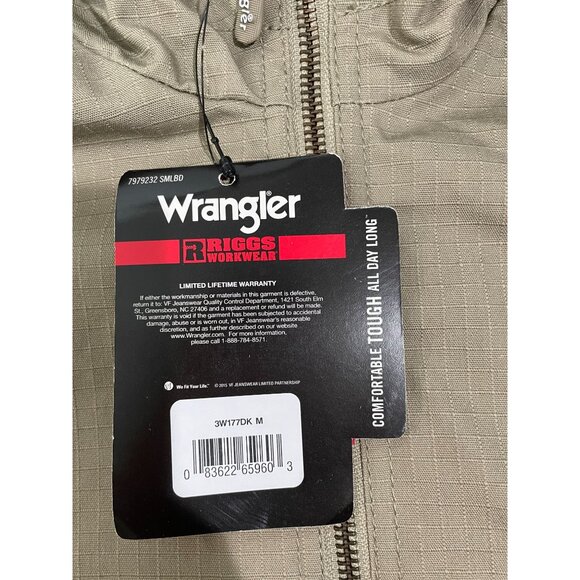 gler®
7979232 SMLBD
Wrangler®
R RIGGS
WORKWEAR®
LIMITED LIFETIME WARRANTY
If either the workmanship or materials in this garment is defective,
return it to: VF Jeanswear Quality Control Department, 1421 South Elm
St., Greensboro, NC 27406 and a replacement or refund will be made.
This warranty is void if the garment has been subjected to accidental
damage, abuse or is worn out, in VF Jeanswear's reasonable
discretion, and as further described on our website
www.Wrangler.com. For more information,
please call 1-888-784-8571.
We Fit Your Life.™ © 2015 VF JEANSWEAR LIMITED PARTNERSHIP
3W177DK M
0 83622 65960 3
COMFORTABLE TOUGH ALL DAY LONG™